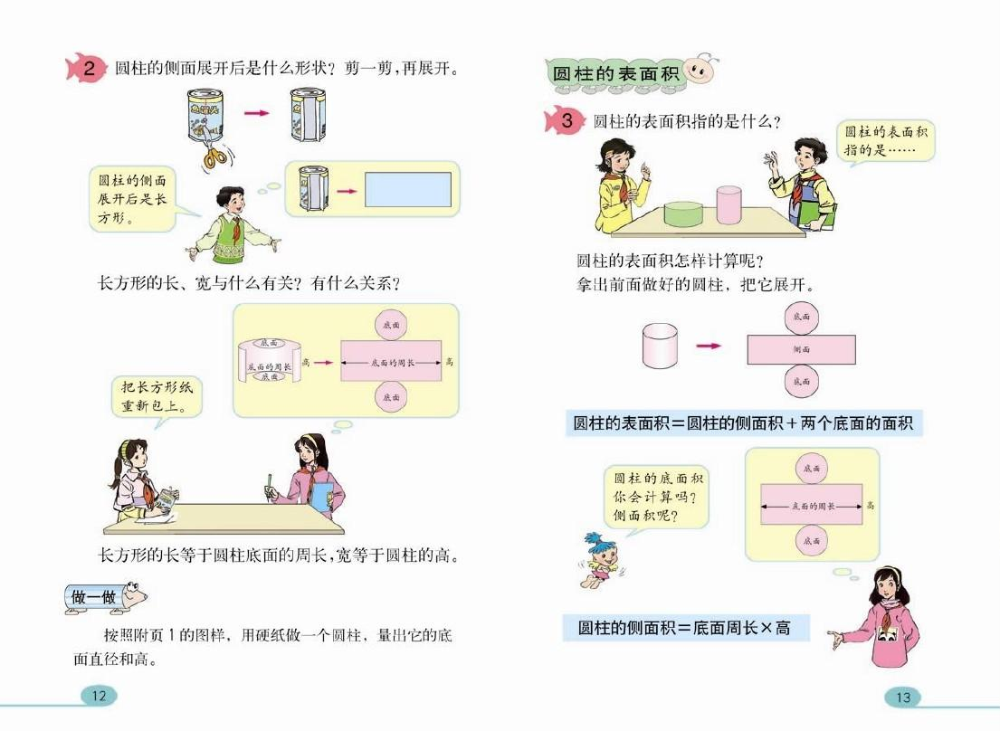 2 圆柱的侧面展开后是什么形状？剪一剪，再展开。
圆柱的侧面
展开后是长
方形。
长方形的长、宽与什么有关？有什么关系？
底面
底面
底面的周长
底面
高
底面的周长
高
底面
把长方形纸
重新包上。
长方形的长等于圆柱底面的周长，宽等于圆柱的高。
做一做
按照附页1的图样，用硬纸做一个圆柱，量出它的底
面直径和高。
12
圆柱的表面积
3 圆柱的表面积指的是什么？
圆柱的表面积
指的是……
圆柱的表面积怎样计算呢？
拿出前面做好的圆柱，把它展开。
底面
侧面
底面
圆柱的表面积＝圆柱的侧面积＋两个底面的面积
圆柱的底面积
你会计算吗？
侧面积呢？
底面
底面的周长
高
底面
圆柱的侧面积＝底面周长×高
13